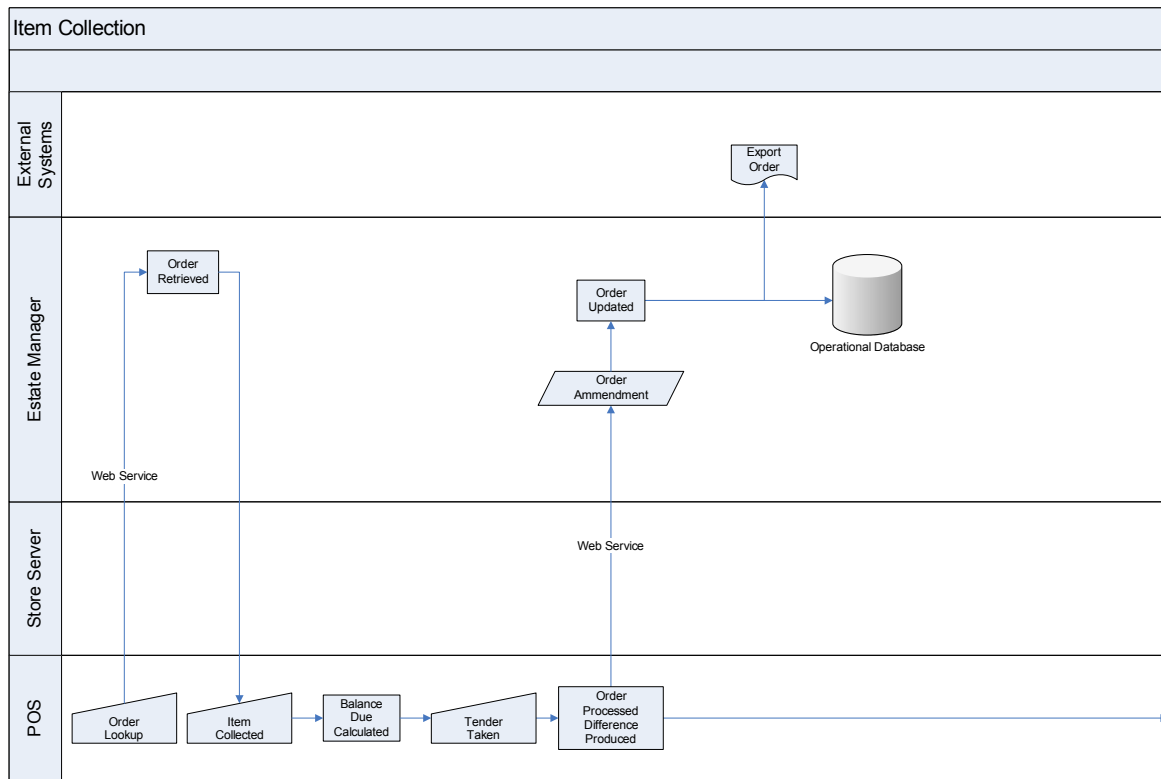 Item Collection
External
Systems
Export
Order
Estate Manager
Order
Retrieved
Order
Updated
Operational Database
Order
Ammendment
Web Service
Store Server
Web Service
POS
Order
Lookup
Item
Collected
Balance
Due
Calculated
Tender
Taken
Order
Processed
Difference
Produced